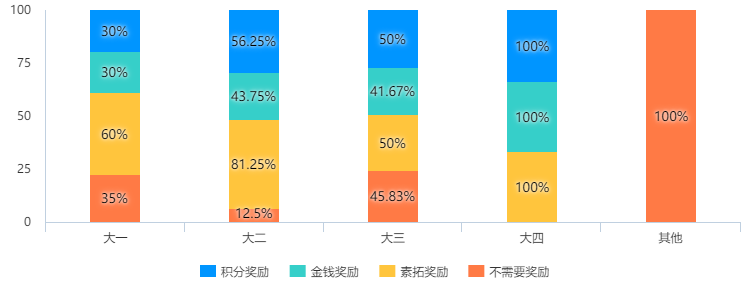 100
75
50
25
0
30%
30%
60%
35%
56.25%
43.75%
81.25%
12.5%
50%
41.67%
50%
45.83%
100%
100%
100%
100%
大一
大二
大三
大四
其他
积分奖励
金钱奖励
素拓奖励
不需要奖励